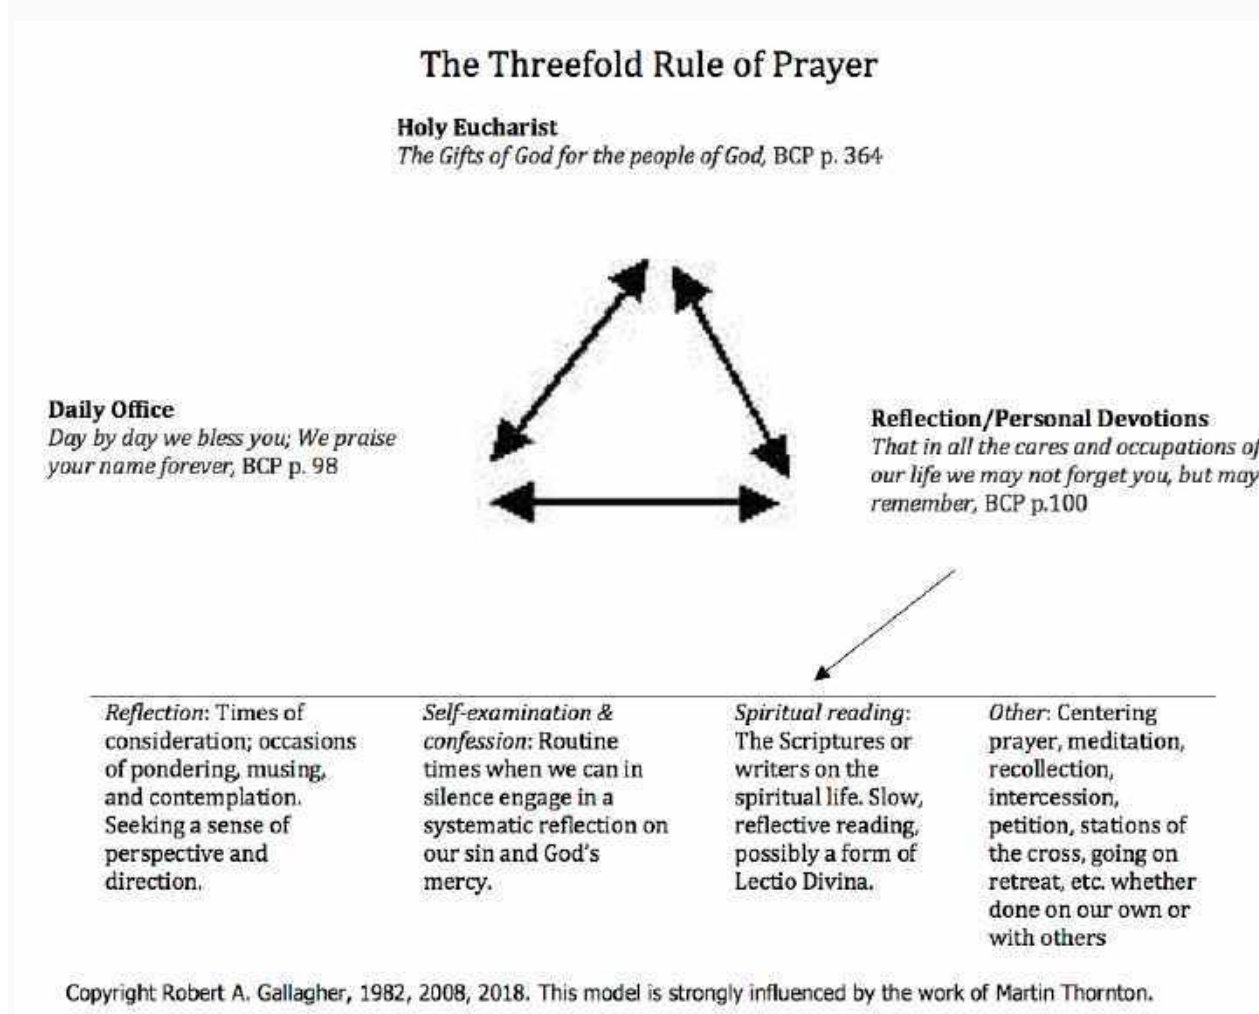 The Threefold Rule of Prayer
Holy Eucharist
The Gifts of God for the people of God, BCP p. 364
Daily Office
Day by day we bless you; We praise
your name forever, BCP p. 98
Reflection/Personal Devotions
That in all the cares and occupations of
our life we may not forget you, but may
remember, BCP p.100
Reflection: Times of
consideration; occasions
of pondering, musing,
and contemplation.
Seeking a sense of
perspective and
direction.
Self-examination &
confession: Routine
times when we can in
silence engage in a
systematic reflection on
our sin and God's
mercy.
Spiritual reading:
The Scriptures or
writers on the
spiritual life. Slow,
reflective reading,
possibly a form of
Lectio Divina.
Other: Centering
prayer, meditation,
recollection,
intercession,
petition, stations of
the cross, going on
retreat, etc. whether
done on our own or
with others
Copyright Robert A. Gallagher, 1982, 2008, 2018. This model is strongly influenced by the work of Martin Thornton.